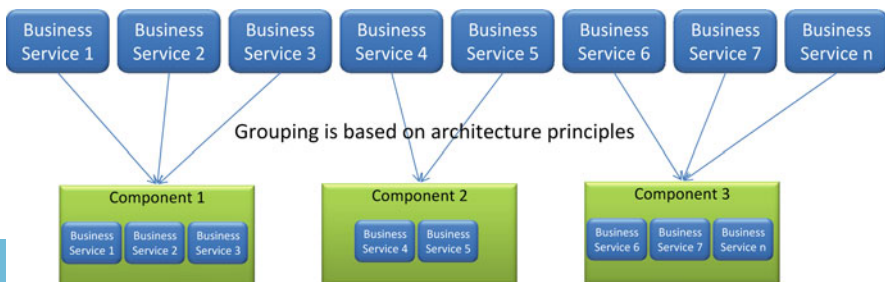 Business Service 1
Business Service 2
Business Service 3
Business Service 4
Business Service 5
Business Service 6
Business Service 7
Business Service n
Grouping is based on architecture principles
Component 1
Business Service 1
Business Service 2
Business Service 3
Component 2
Business Service 4
Business Service 5
Component 3
Business Service 6
Business Service 7
Business Service n